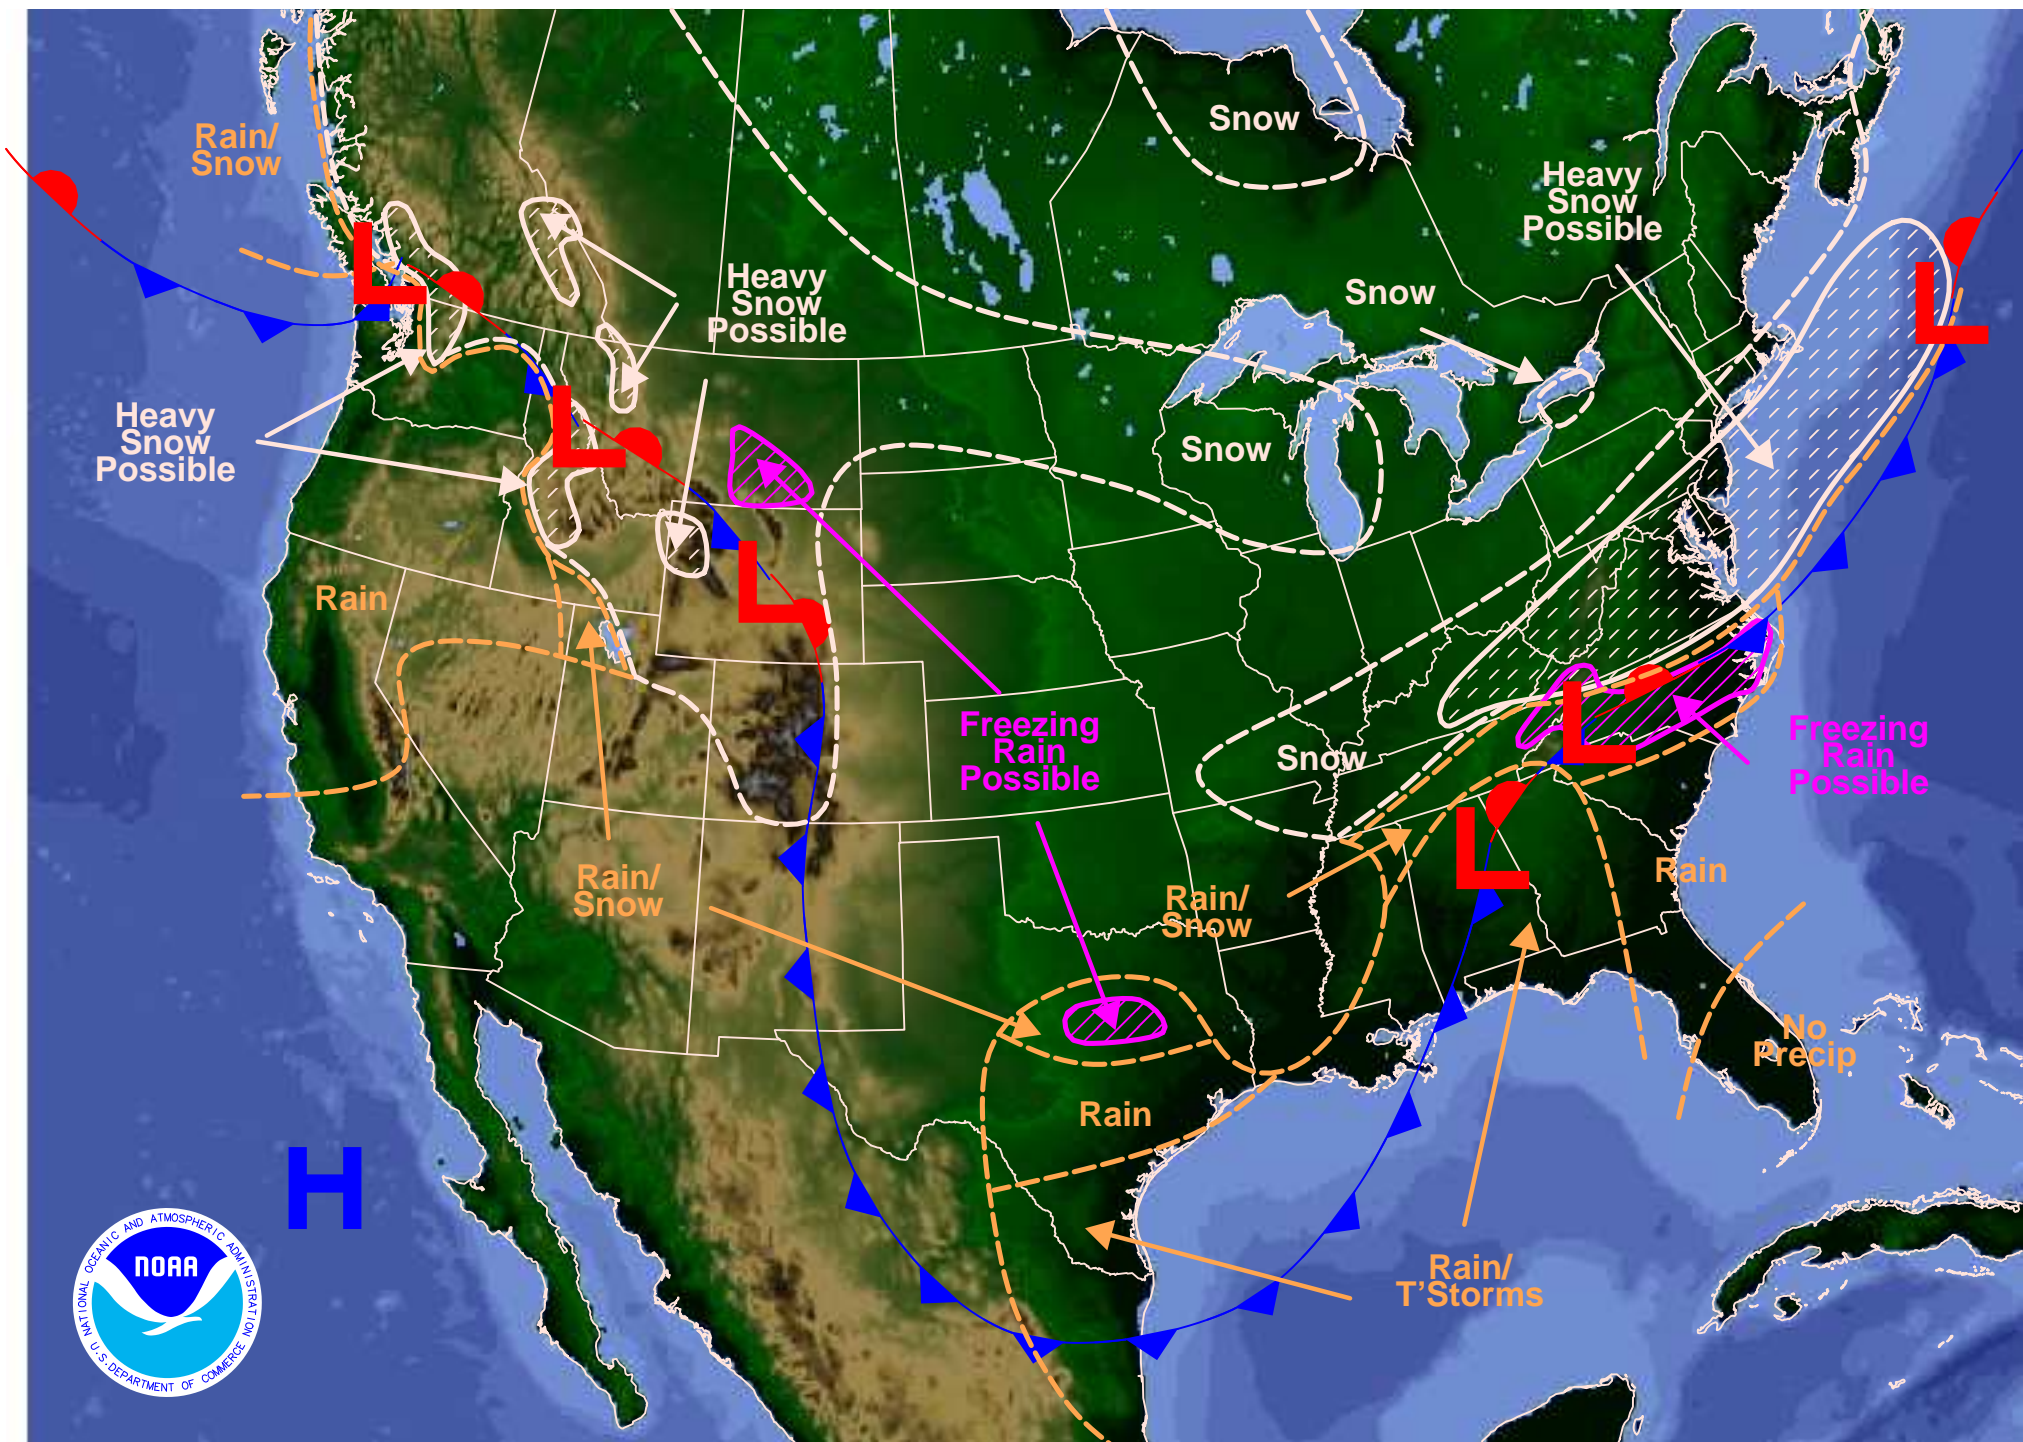 Snow
Rain/
Snow
Heavy
Snow
Possible
Heavy
Snow
Possible
Snow
L
L
Heavy
Snow
Possible
L
Snow
L
Rain
L
Freezing
Rain
Possible
L
Freezing
Rain
Possible
Snow
L
Rain/
Snow
Rain/
Snow
Rain
No
Precip
Rain
H
Rain/
T'Storms
NATIONAL OCEANIC AND ATMOSPHERIC ADMINISTRATION
NOAA
U.S. DEPARTMENT OF COMMERCE